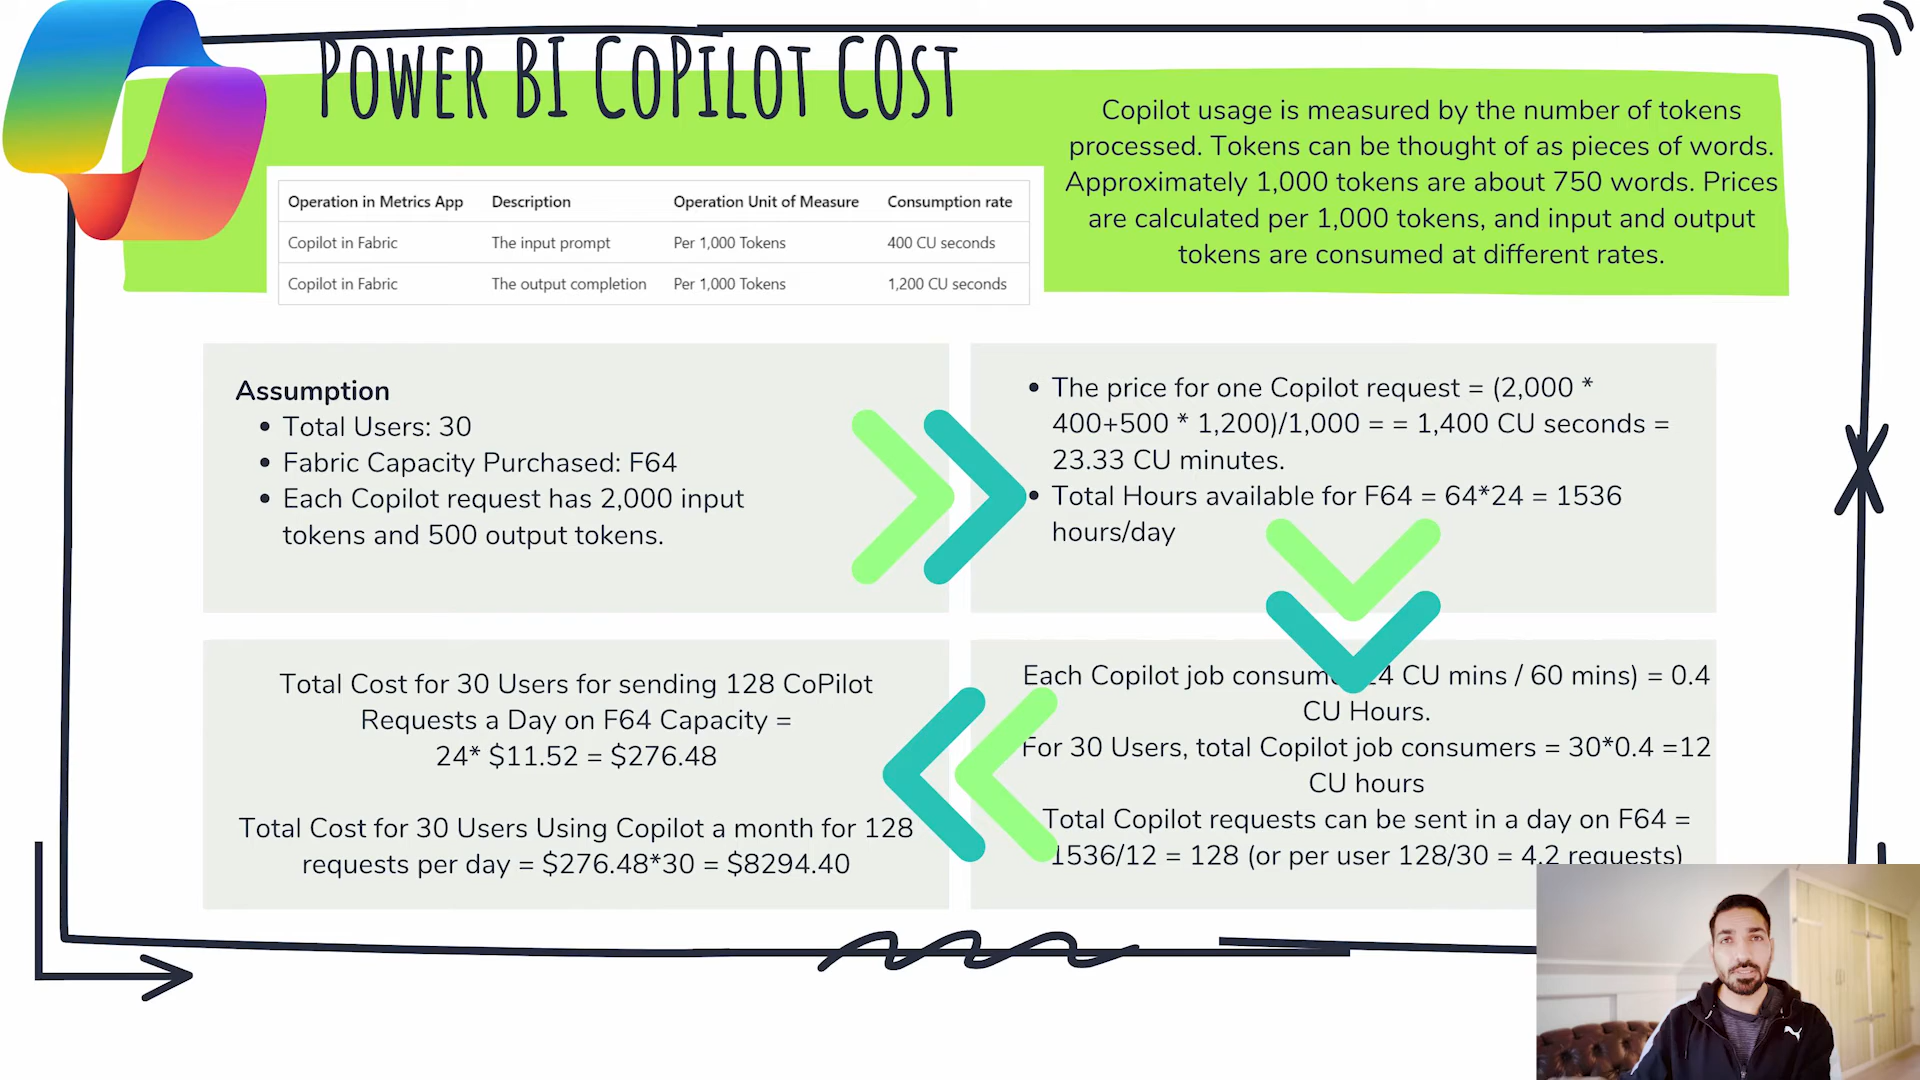 POWER BI COPILOT COST
Copilot usage is measured by the number of tokens
processed. Tokens can be thought of as pieces of words.
Approximately 1,000 tokens are about 750 words. Prices
are calculated per 1,000 tokens, and input and output
tokens are consumed at different rates.
Operation in Metrics App Description Operation Unit of Measure Consumption rate
Copilot in Fabric The input prompt Per 1,000 Tokens 400 CU seconds
Copilot in Fabric The output completion Per 1,000 Tokens 1,200 CU seconds
Assumption
• Total Users: 30
• Fabric Capacity Purchased: F64
• Each Copilot request has 2,000 input
tokens and 500 output tokens.
• The price for one Copilot request = (2,000 *
400+500 * 1,200)/1,000 = = 1,400 CU seconds =
23.33 CU minutes.
• Total Hours available for F64 = 64*24 = 1536
hours/day
Each Copilot job 4 CU mins / 60 mins) = 0.4
CU Hours.
For 30 Users, total Copilot job consumers = 30*0.4 =12
CU hours
Total Copilot requests can be sent in a day on F64 =
1536/12 = 128 (or per user 128/30 = 4.2 requests)
Total Cost for 30 Users for sending 128 CoPilot
Requests a Day on F64 Capacity =
24* $11.52 = $276.48
Total Cost for 30 Users Using Copilot a month for 128
requests per day = $276.48*30 = $8294.40